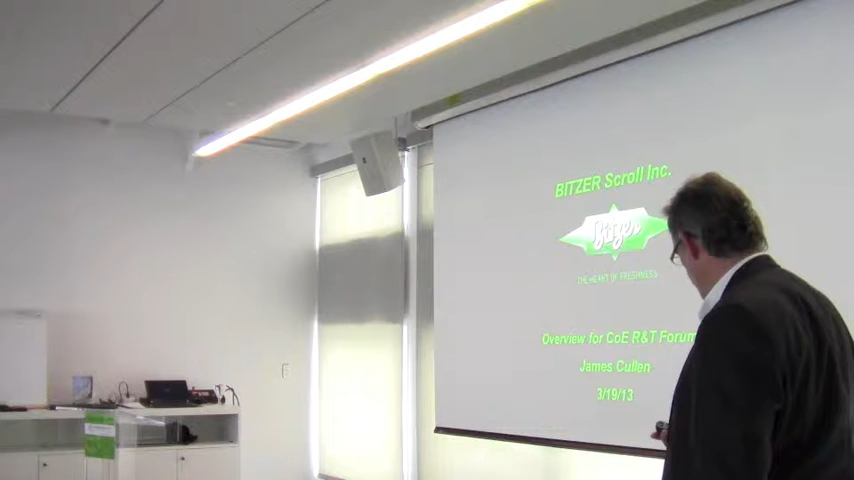 BITZER Scroll Inc.
Bitzer
THE HEART OF FRESHNESS
Overview for CoE R&T Forum
James Cullen
3/19/13